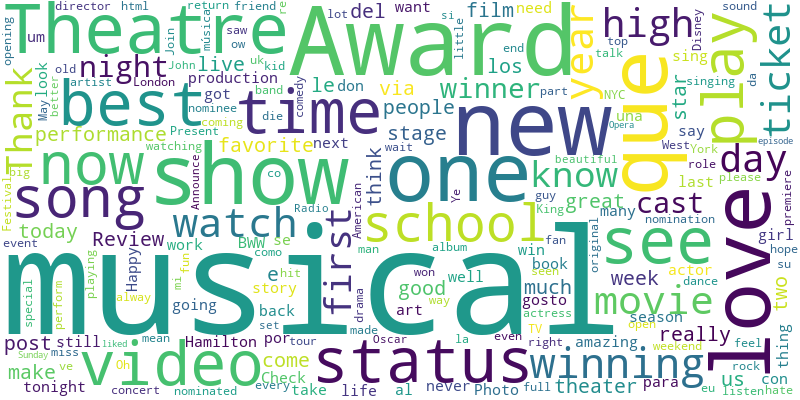 Theatre
Award
high
um
director
html
return
friend
re
del
want
film
need
year
lot
si
little
saw
ow
músical
Join
opening
Thank
night
live
uk
kid
le
don
via
los
end
top
talk
Disney
sound
play
ticket
old
John
May
look
better
artist
London
production
got
nominee
band
comedy
winner
part
NYC
sing
singing
da
episode
best
time
people
new
que
star
coming
die
performance
Present
favorite
next
stage
una
say
Opera
West
York
now
show
watching
Announce
co
think
wait
one
know
beautiful
day
role
please
last
premiere
big
Festival
song
Radio
American
Ye
school
guy
King
great
many
cast
nomination
today
Review
watch
first
see
original
love
girl
hope
su
event
BWW
se
work
como
man
album
win
fan
book
week
actor
dance
special
perform
playing
Happy
alway
mi
fun
e
hit
story
won
well
seen
much
movie
two
musical
going
back
good
art
way
gosto
actress
season
open
really
feel
thing
post
still
mean
Hamilton
por
set
tour
drama
made
Oscar
la
even
TV
right
amazing
weekend
rock
Sunday
liked
miss
ve
Oh
video
come
status
winning
us
con
make
tonight
concert
nominated
every
Check
take
life
al
never
Photo
full
theater
para
eu
listen
hate